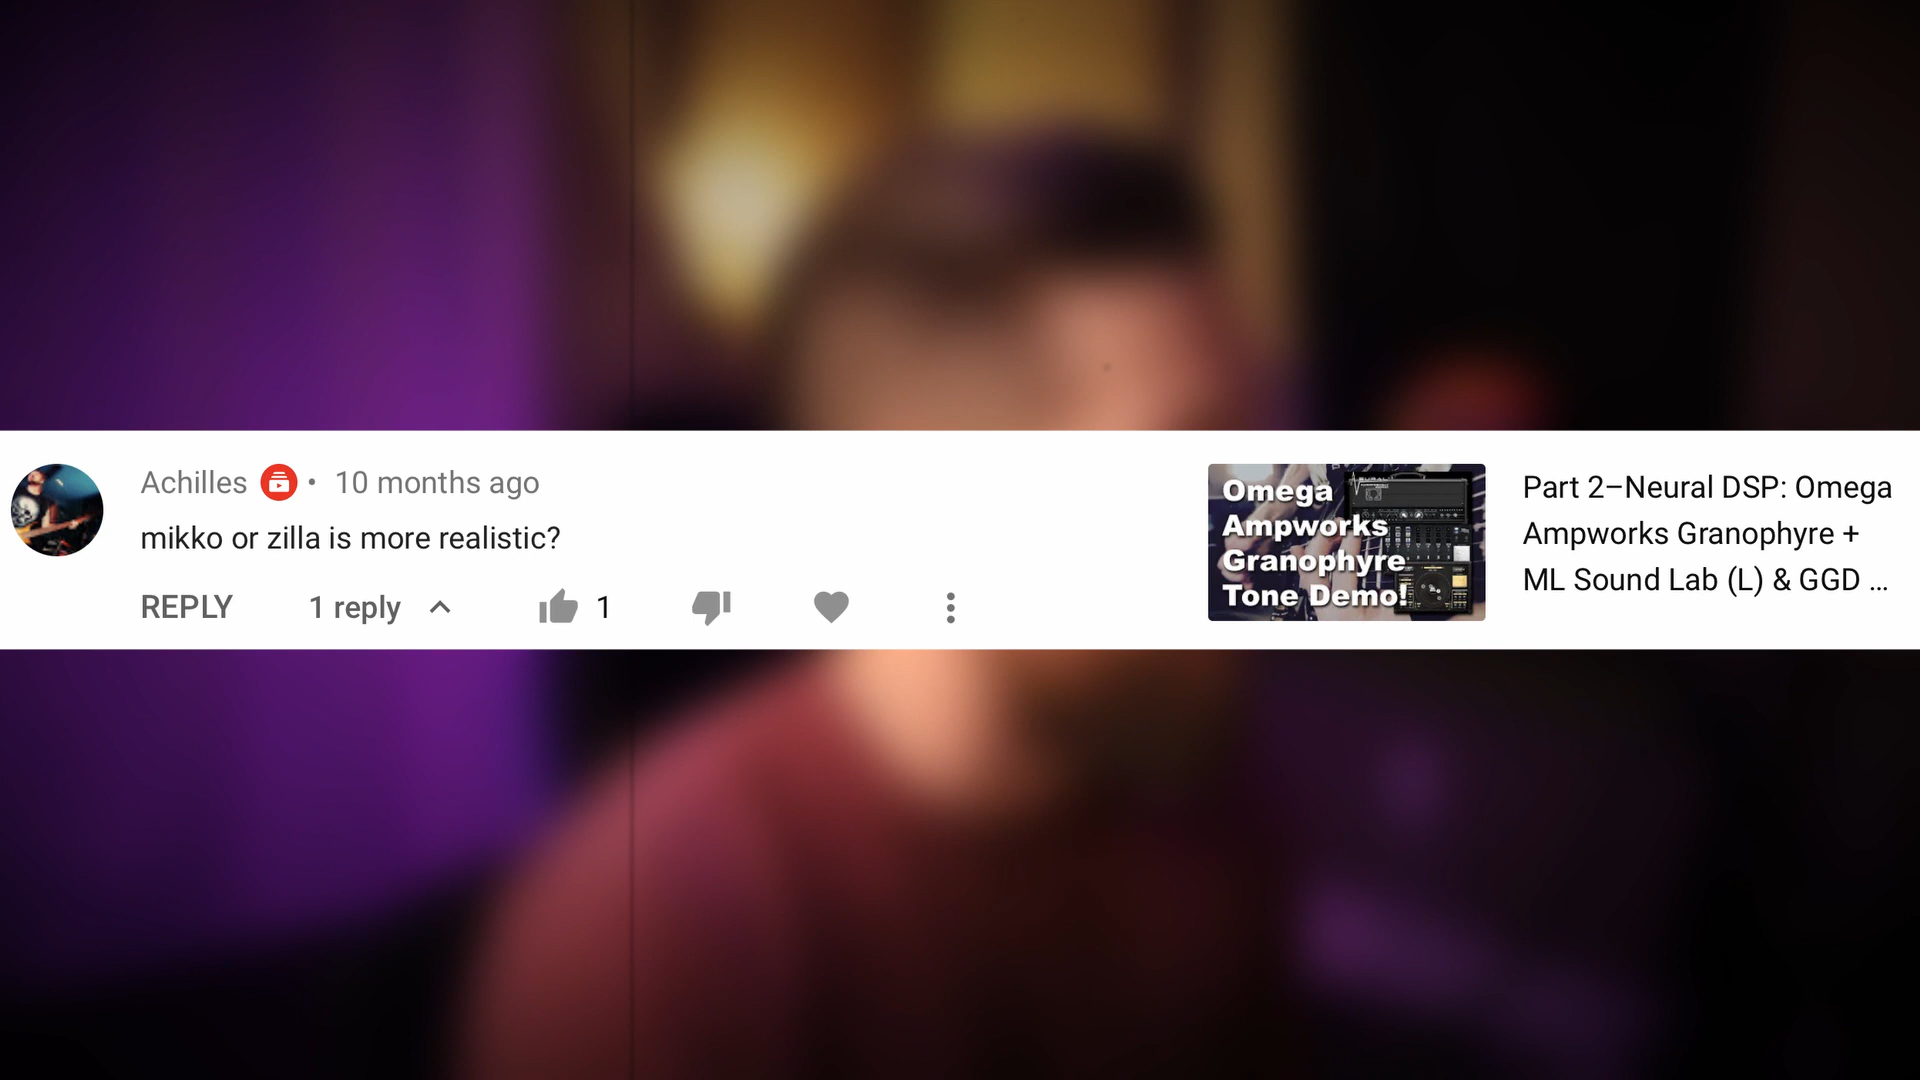 Achilles • 10 months ago
mikko or zilla is more realistic?
REPLY 1 reply 1
Omega
Ampworks
Granophyre
Tone Demo!
Part 2–Neural DSP: Omega
Ampworks Granophyre +
ML Sound Lab (L) & GGD ...